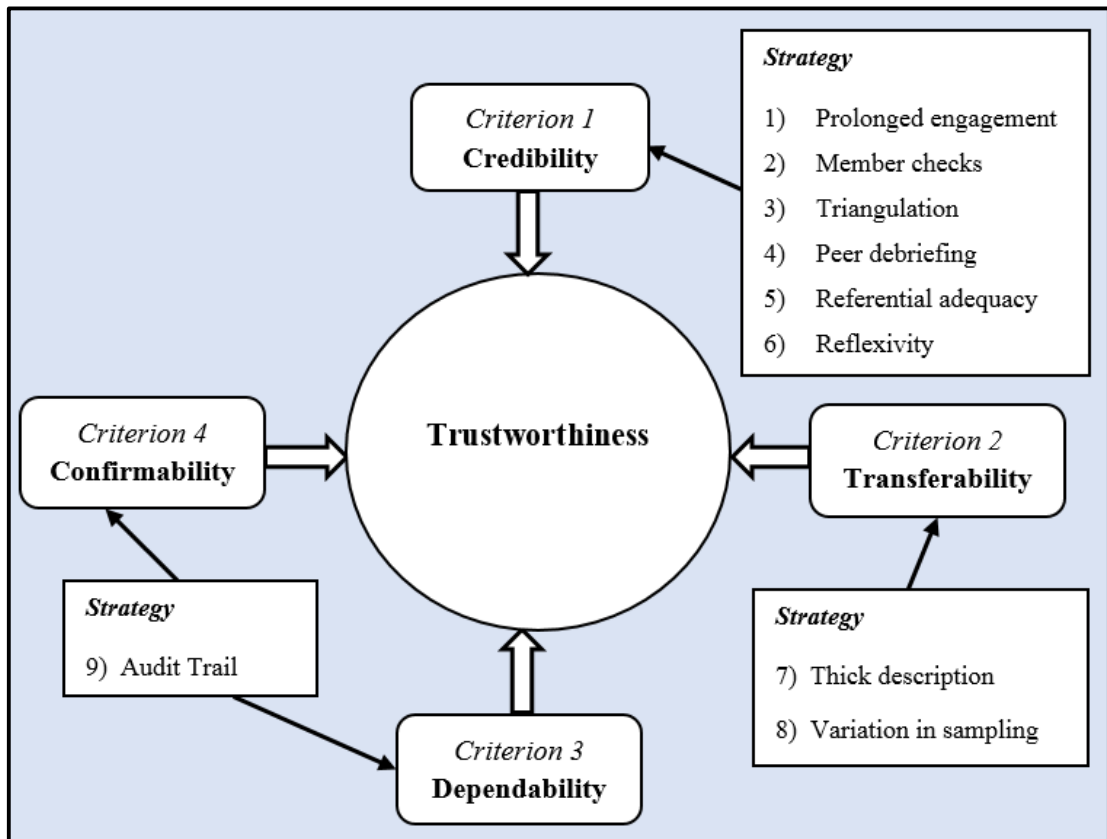 Criterion 1
Credibility
Strategy
1) Prolonged engagement
2) Member checks
3) Triangulation
4) Peer debriefing
5) Referential adequacy
6) Reflexivity
Trustworthiness
Criterion 4
Confirmability
Criterion 2
Transferability
Strategy
9) Audit Trail
Strategy
7) Thick description
8) Variation in sampling
Criterion 3
Dependability